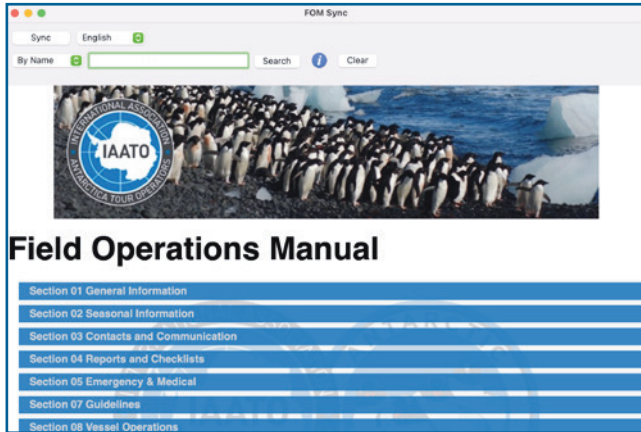 FOM Sync
Sync English
By Name Search i Clear
INTERNATIONAL ASSOCIATION
IAATO
ANTARCTICA TOUR OPERATORS
Field Operations Manual
Section 01 General Information
Section 02 Seasonal Information
Section 03 Contacts and Communication
Section 04 Reports and Checklists
Section 05 Emergency & Medical
Section 07 Guidelines
Section 08 Vessel Operations